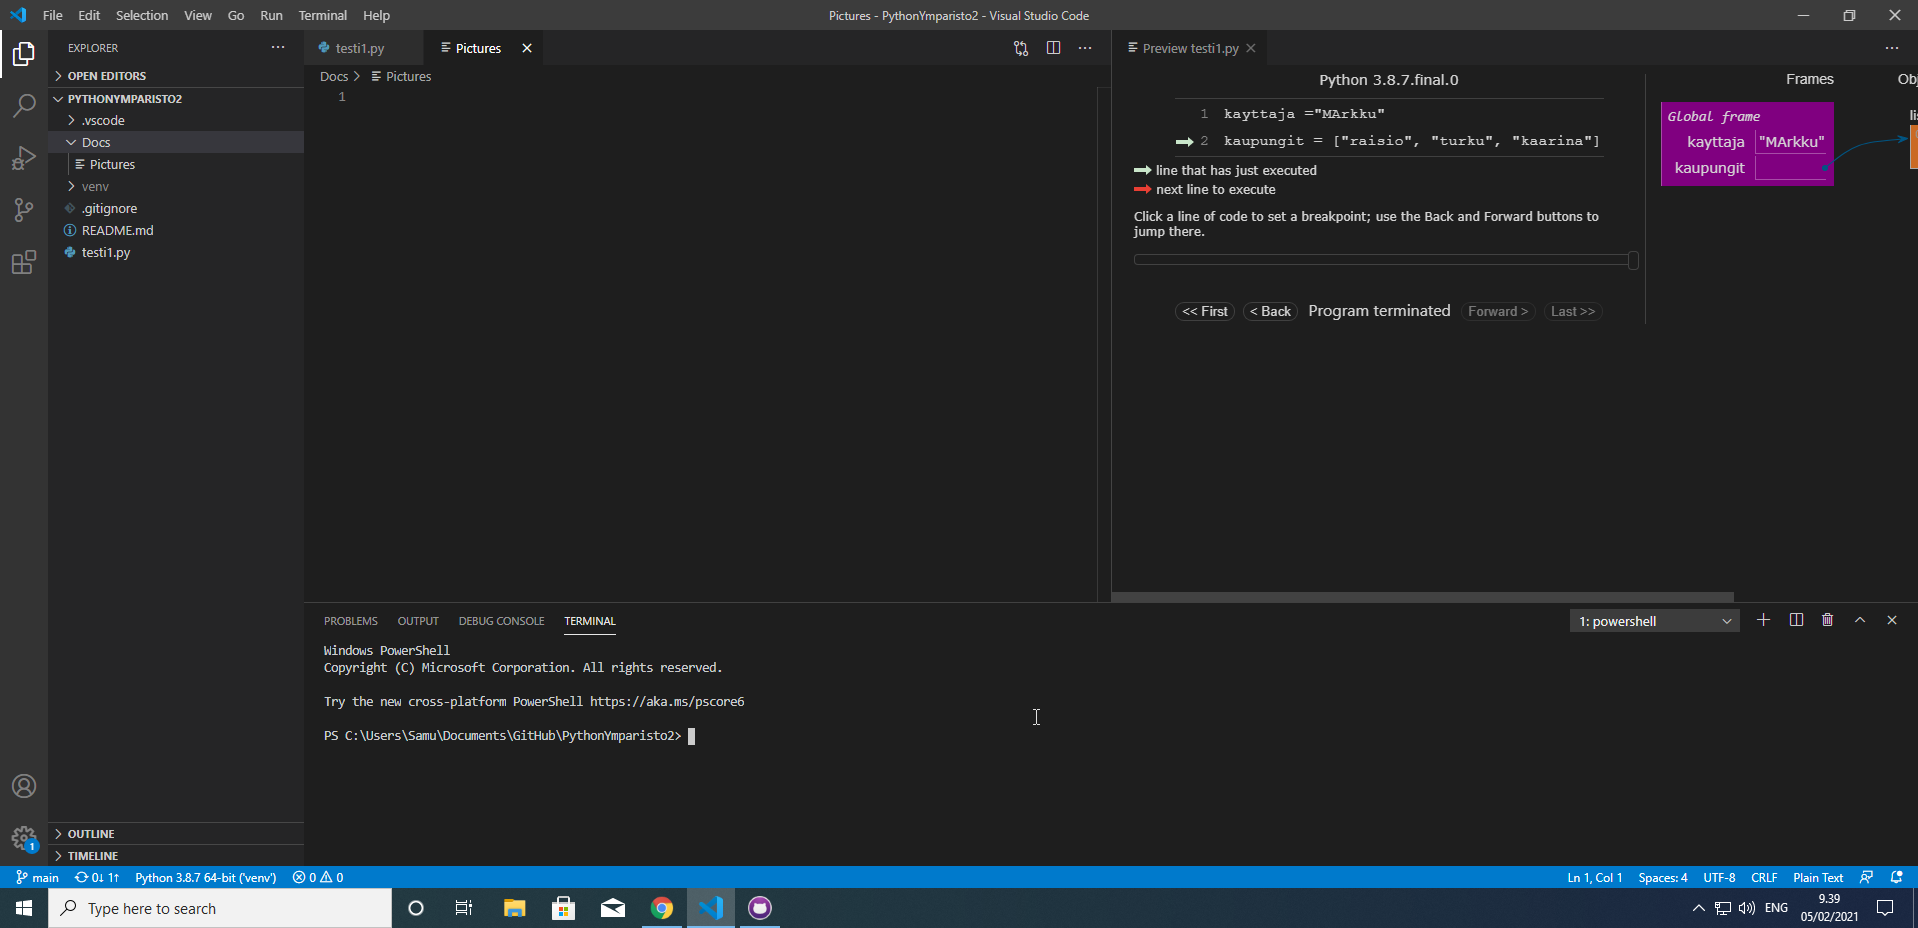 File Edit Selection View Go Run Terminal Help
Pictures - PythonYmparisto2 - Visual Studio Code
EXPLORER
OPEN EDITORS
PYTHONYMPARISTO2
.vscode
Docs
Pictures
venv
.gitignore
README.md
testi1.py
OUTLINE
TIMELINE
testi1.py
Pictures
Docs > Pictures
1
Preview testi1.py
Python 3.8.7.final.0
1 kayttaja ="MArkku"
2 kaupungit = ["raisio", "turku", "kaarina"]
line that has just executed
next line to execute
Click a line of code to set a breakpoint; use the Back and Forward buttons to
jump there.
<< First < Back Program terminated Forward > Last >>
Frames
Global frame
kayttaja "MArkku"
kaupungit
PROBLEMS OUTPUT DEBUG CONSOLE TERMINAL
1: powershell
Windows PowerShell
Copyright (C) Microsoft Corporation. All rights reserved.
Try the new cross-platform PowerShell https://aka.ms/pscore6
PS C:\Users\Samu\Documents\GitHub\PythonYmparisto2>
1
main 0↓ 1↑ Python 3.8.7 64-bit ('venv') 0 0
Ln 1, Col 1 Spaces: 4 UTF-8 CRLF Plain Text
Type here to search
ENG
9.39
05/02/2021